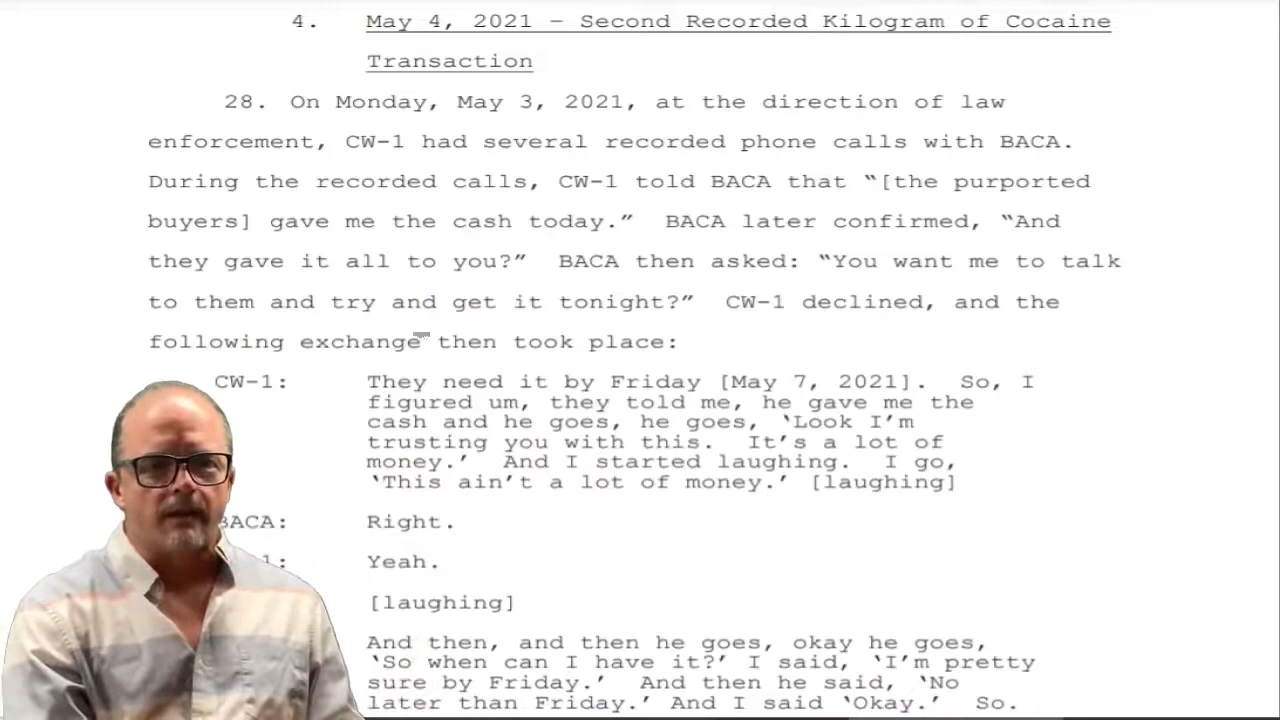 4. May 4, 2021 – Second Recorded Kilogram of Cocaine
Transaction
28. On Monday, May 3, 2021, at the direction of law
enforcement, CW-1 had several recorded phone calls with BACA.
During the recorded calls, CW-1 told BACA that “[the purported
buyers] gave me the cash today.” BACA later confirmed, “And
they gave it all to you?” BACA then asked: “You want me to talk
to them and try and get it tonight?” CW-1 declined, and the
following exchange then took place:
CW-1: They need it by Friday [May 7, 2021]. So, I
figured um, they told me, he gave me the
cash and he goes, he goes, ‘Look I’m
trusting you with this. It’s a lot of
money.’ And I started laughing. I go,
‘This ain’t a lot of money.’ [laughing]
BACA: Right.
Yeah.
[laughing]
And then, and then he goes, okay he goes,
‘So when can I have it?’ I said, ‘I’m pretty
sure by Friday.’ And then he said, ‘No
later than Friday.’ And I said ‘Okay.’ So.